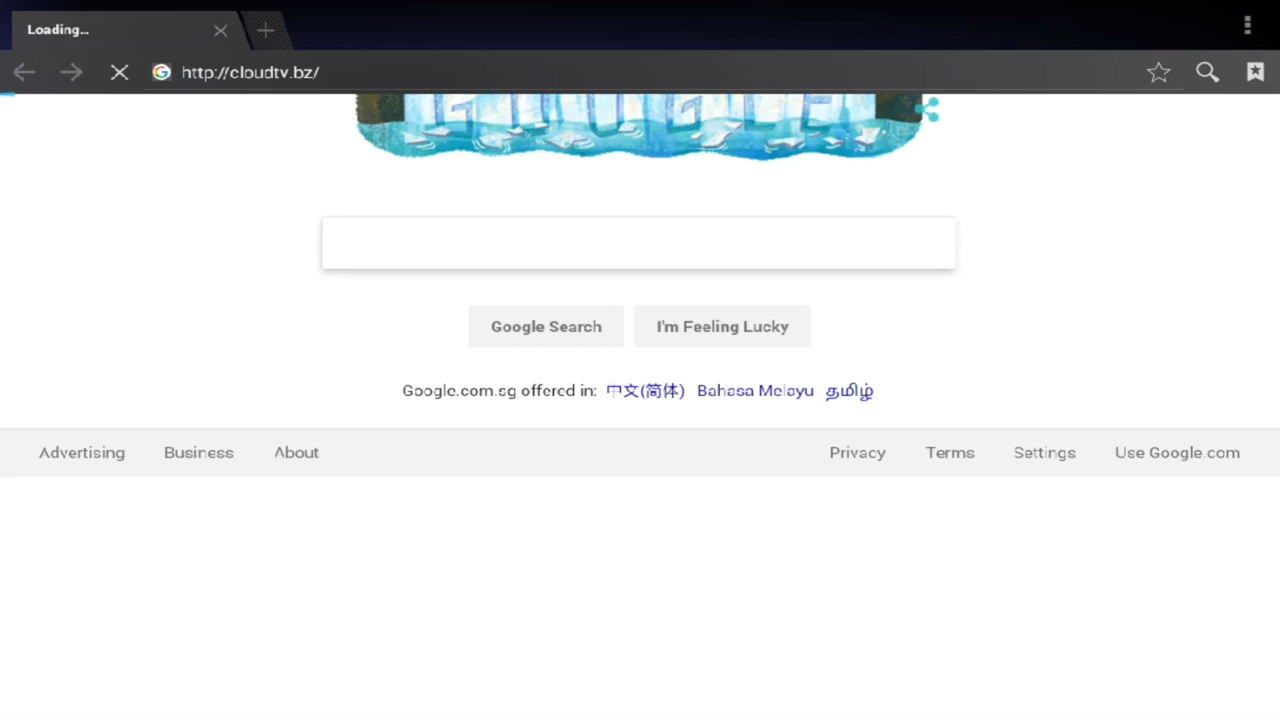 Loading...
http://cloudtv.bz/
GOOGLE
Google Search I'm Feeling Lucky
Google.com.sg offered in: 中文(简体) Bahasa Melayu தமிழ்
Advertising Business About Privacy Terms Settings Use Google.com